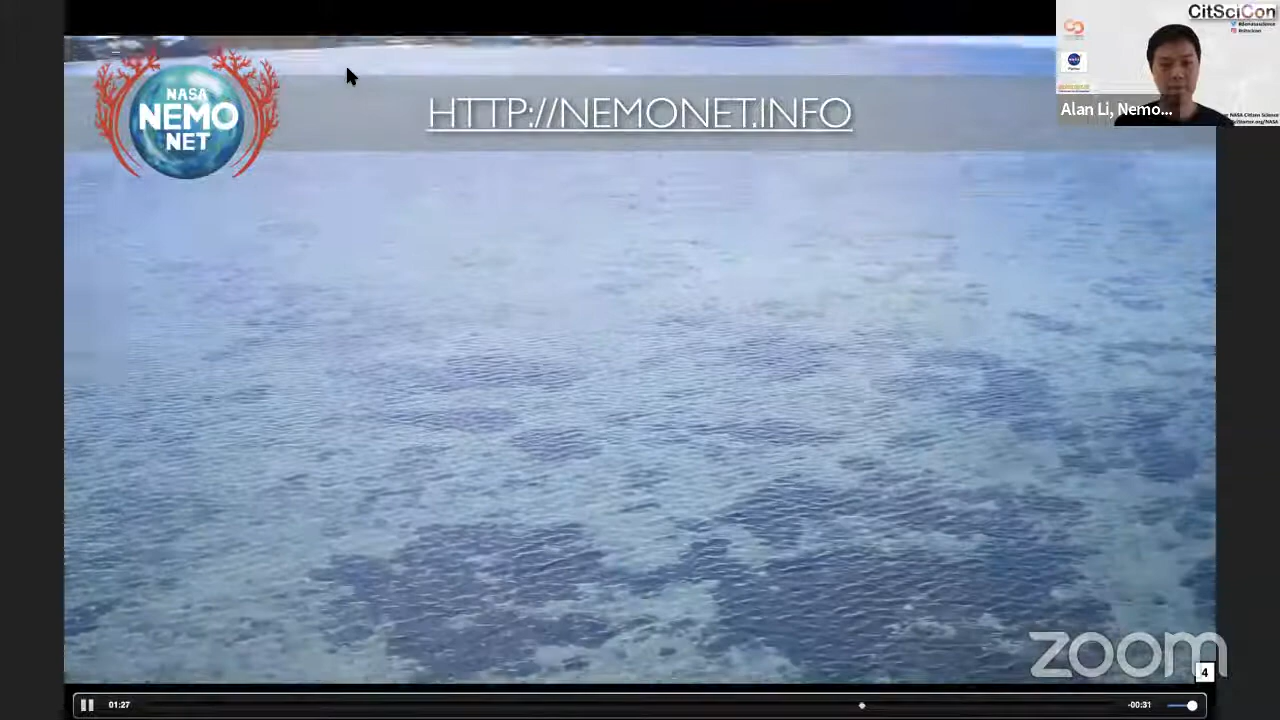 NASA
NEMO
NET
HTTP://NEMONET.INFO
CitSciCon
Alan Li, Nemo...
zoom
4
01:27
-00:31